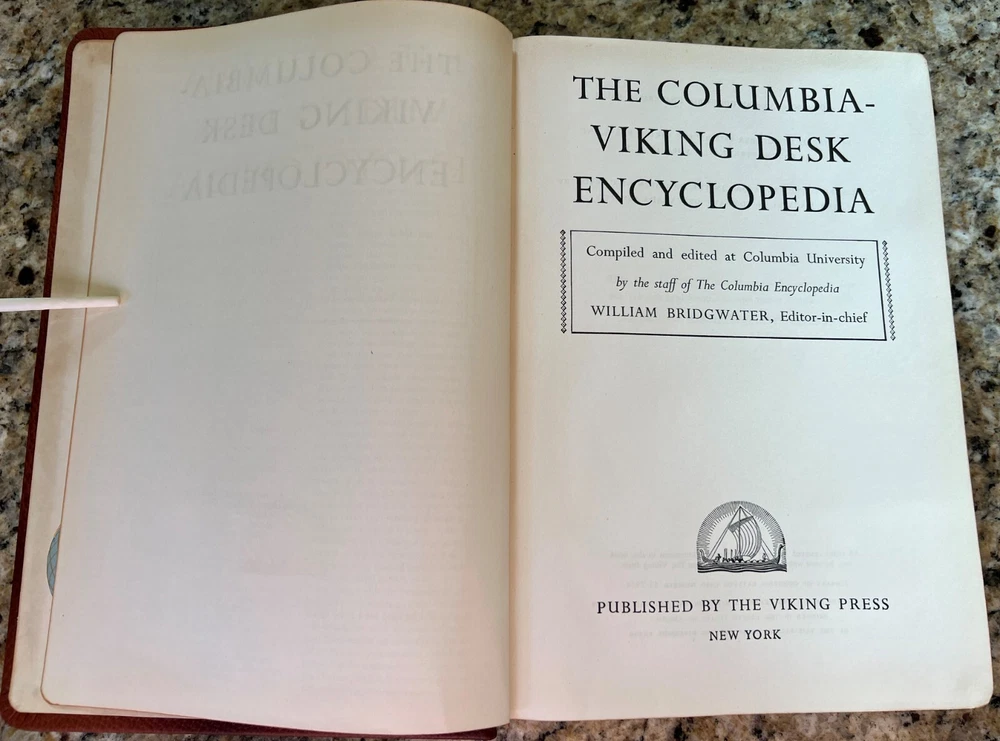 THE COLUMBIA-
VIKING DESK
ENCYCLOPEDIA
Compiled and edited at Columbia University
by the staff of The Columbia Encyclopedia
WILLIAM BRIDGWATER, Editor-in-chief
PUBLISHED BY THE VIKING PRESS
NEW YORK